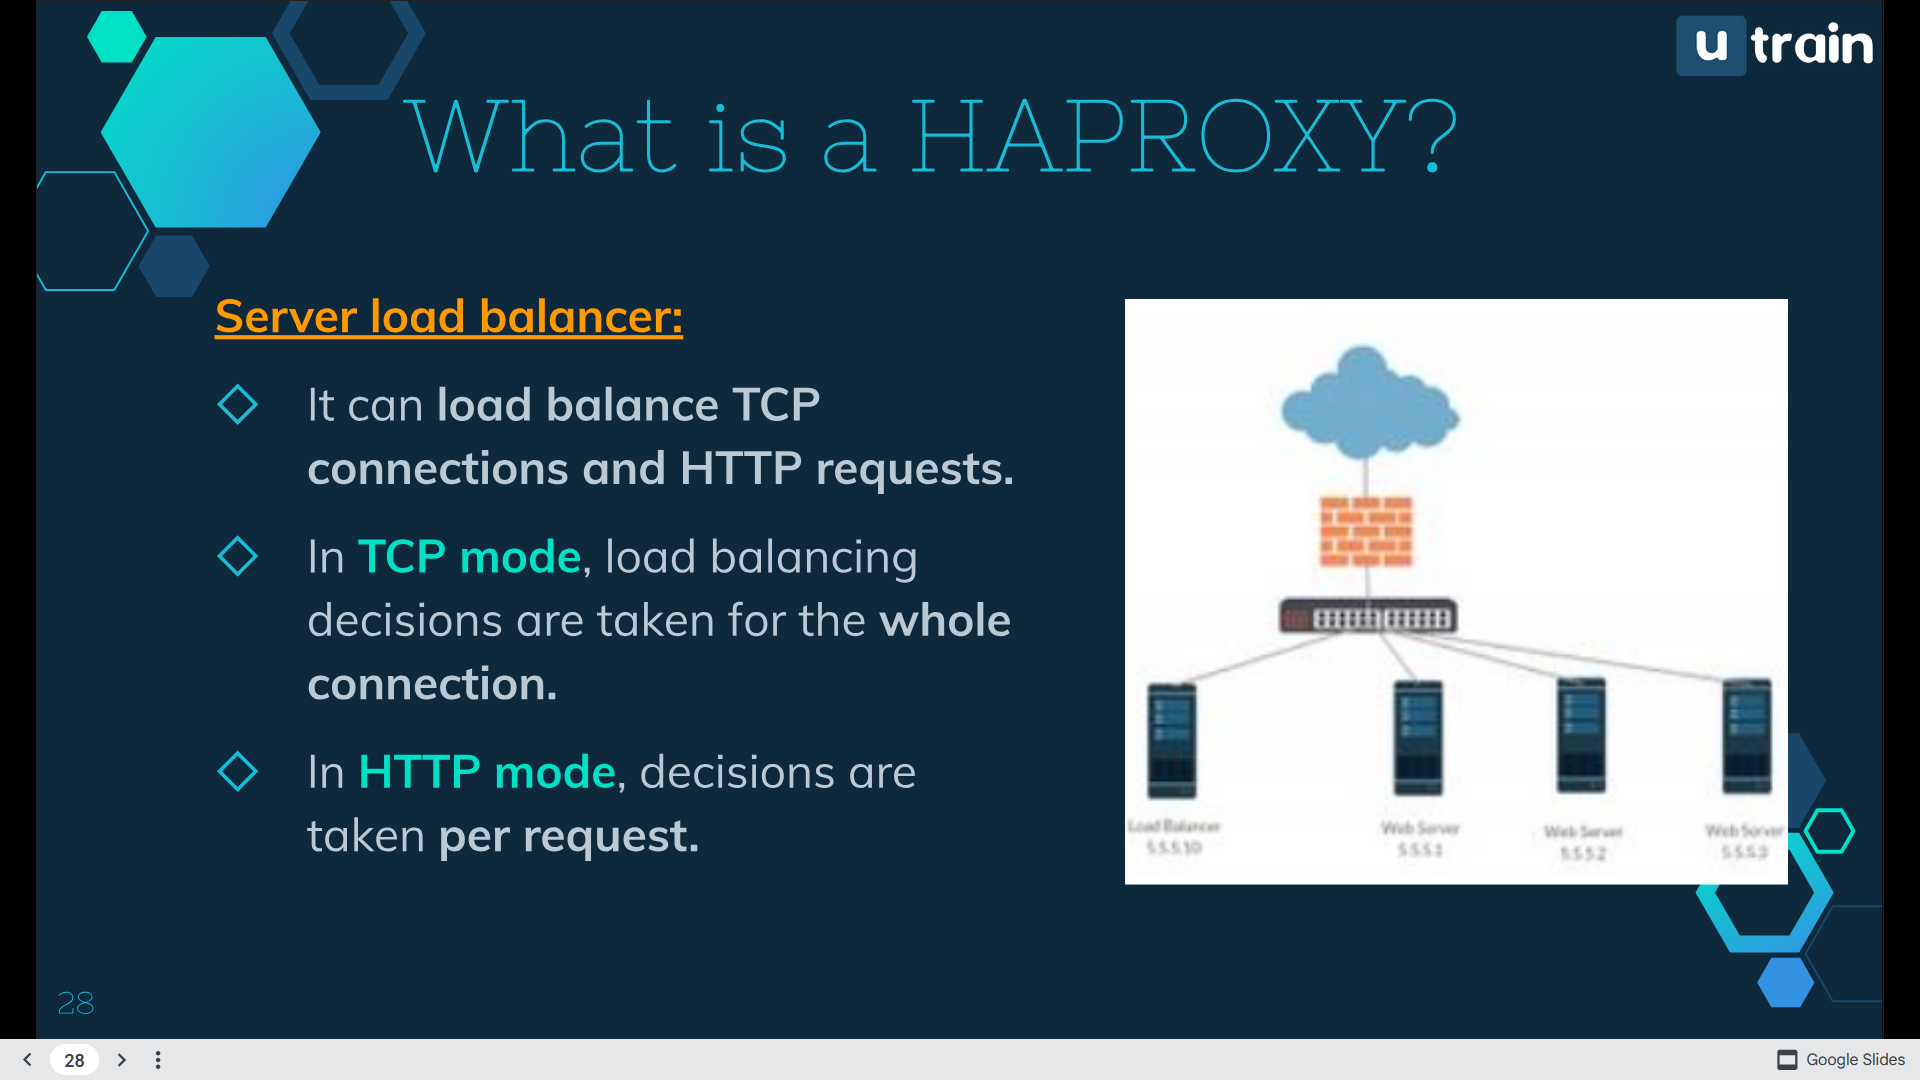 u train
What is a HAPROXY?
Server load balancer:
It can load balance TCP
connections and HTTP requests.
In TCP mode, load balancing
decisions are taken for the whole
connection.
In HTTP mode, decisions are
taken per request.
Load Balancer
5.5.5.10
Web Server
5.5.5.1
Web Server
5.5.5.2
Web Server
5.5.5.3
28
28
Google Slides